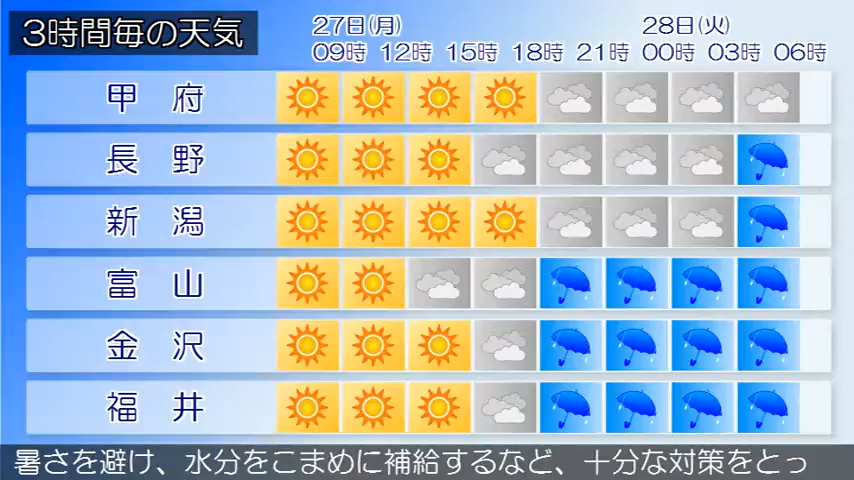 3時間毎の天気
27日(月) 28日(火)
09時 12時 15時 18時 21時 00時 03時 06時
甲府
長野
新潟
富山
金沢
福井
暑さを避け、水分をこまめに補給するなど、十分な対策をとっ